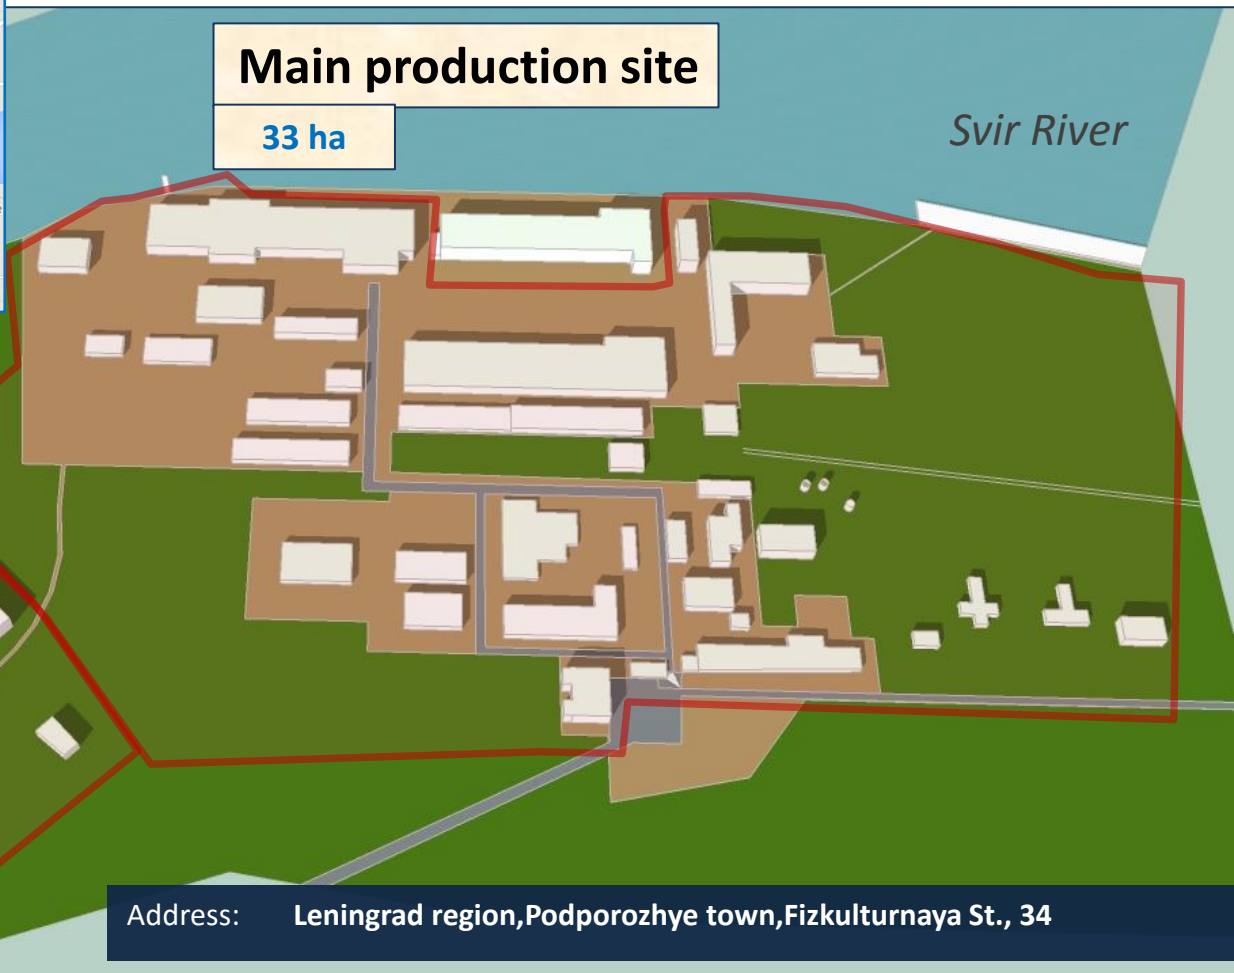 Main production site
33 ha
Svir River
Address: Leningrad region,Podporozhye town,Fizkulturnaya St., 34